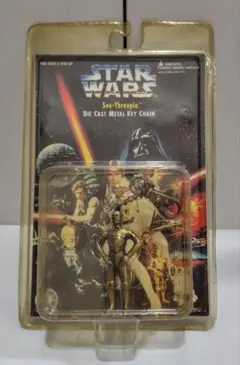 STAR
WARS
See-Threepio
DIE CAST METAL KEY CHAIN